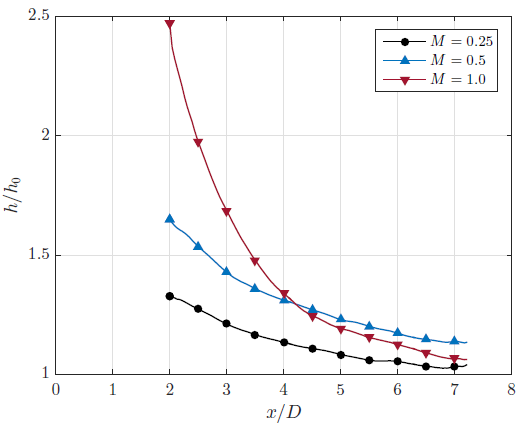 2.5
2
1.5
1
h/h₀
0 1 2 3 4 5 6 7 8
x/D
M = 0.25
M = 0.5
M = 1.0